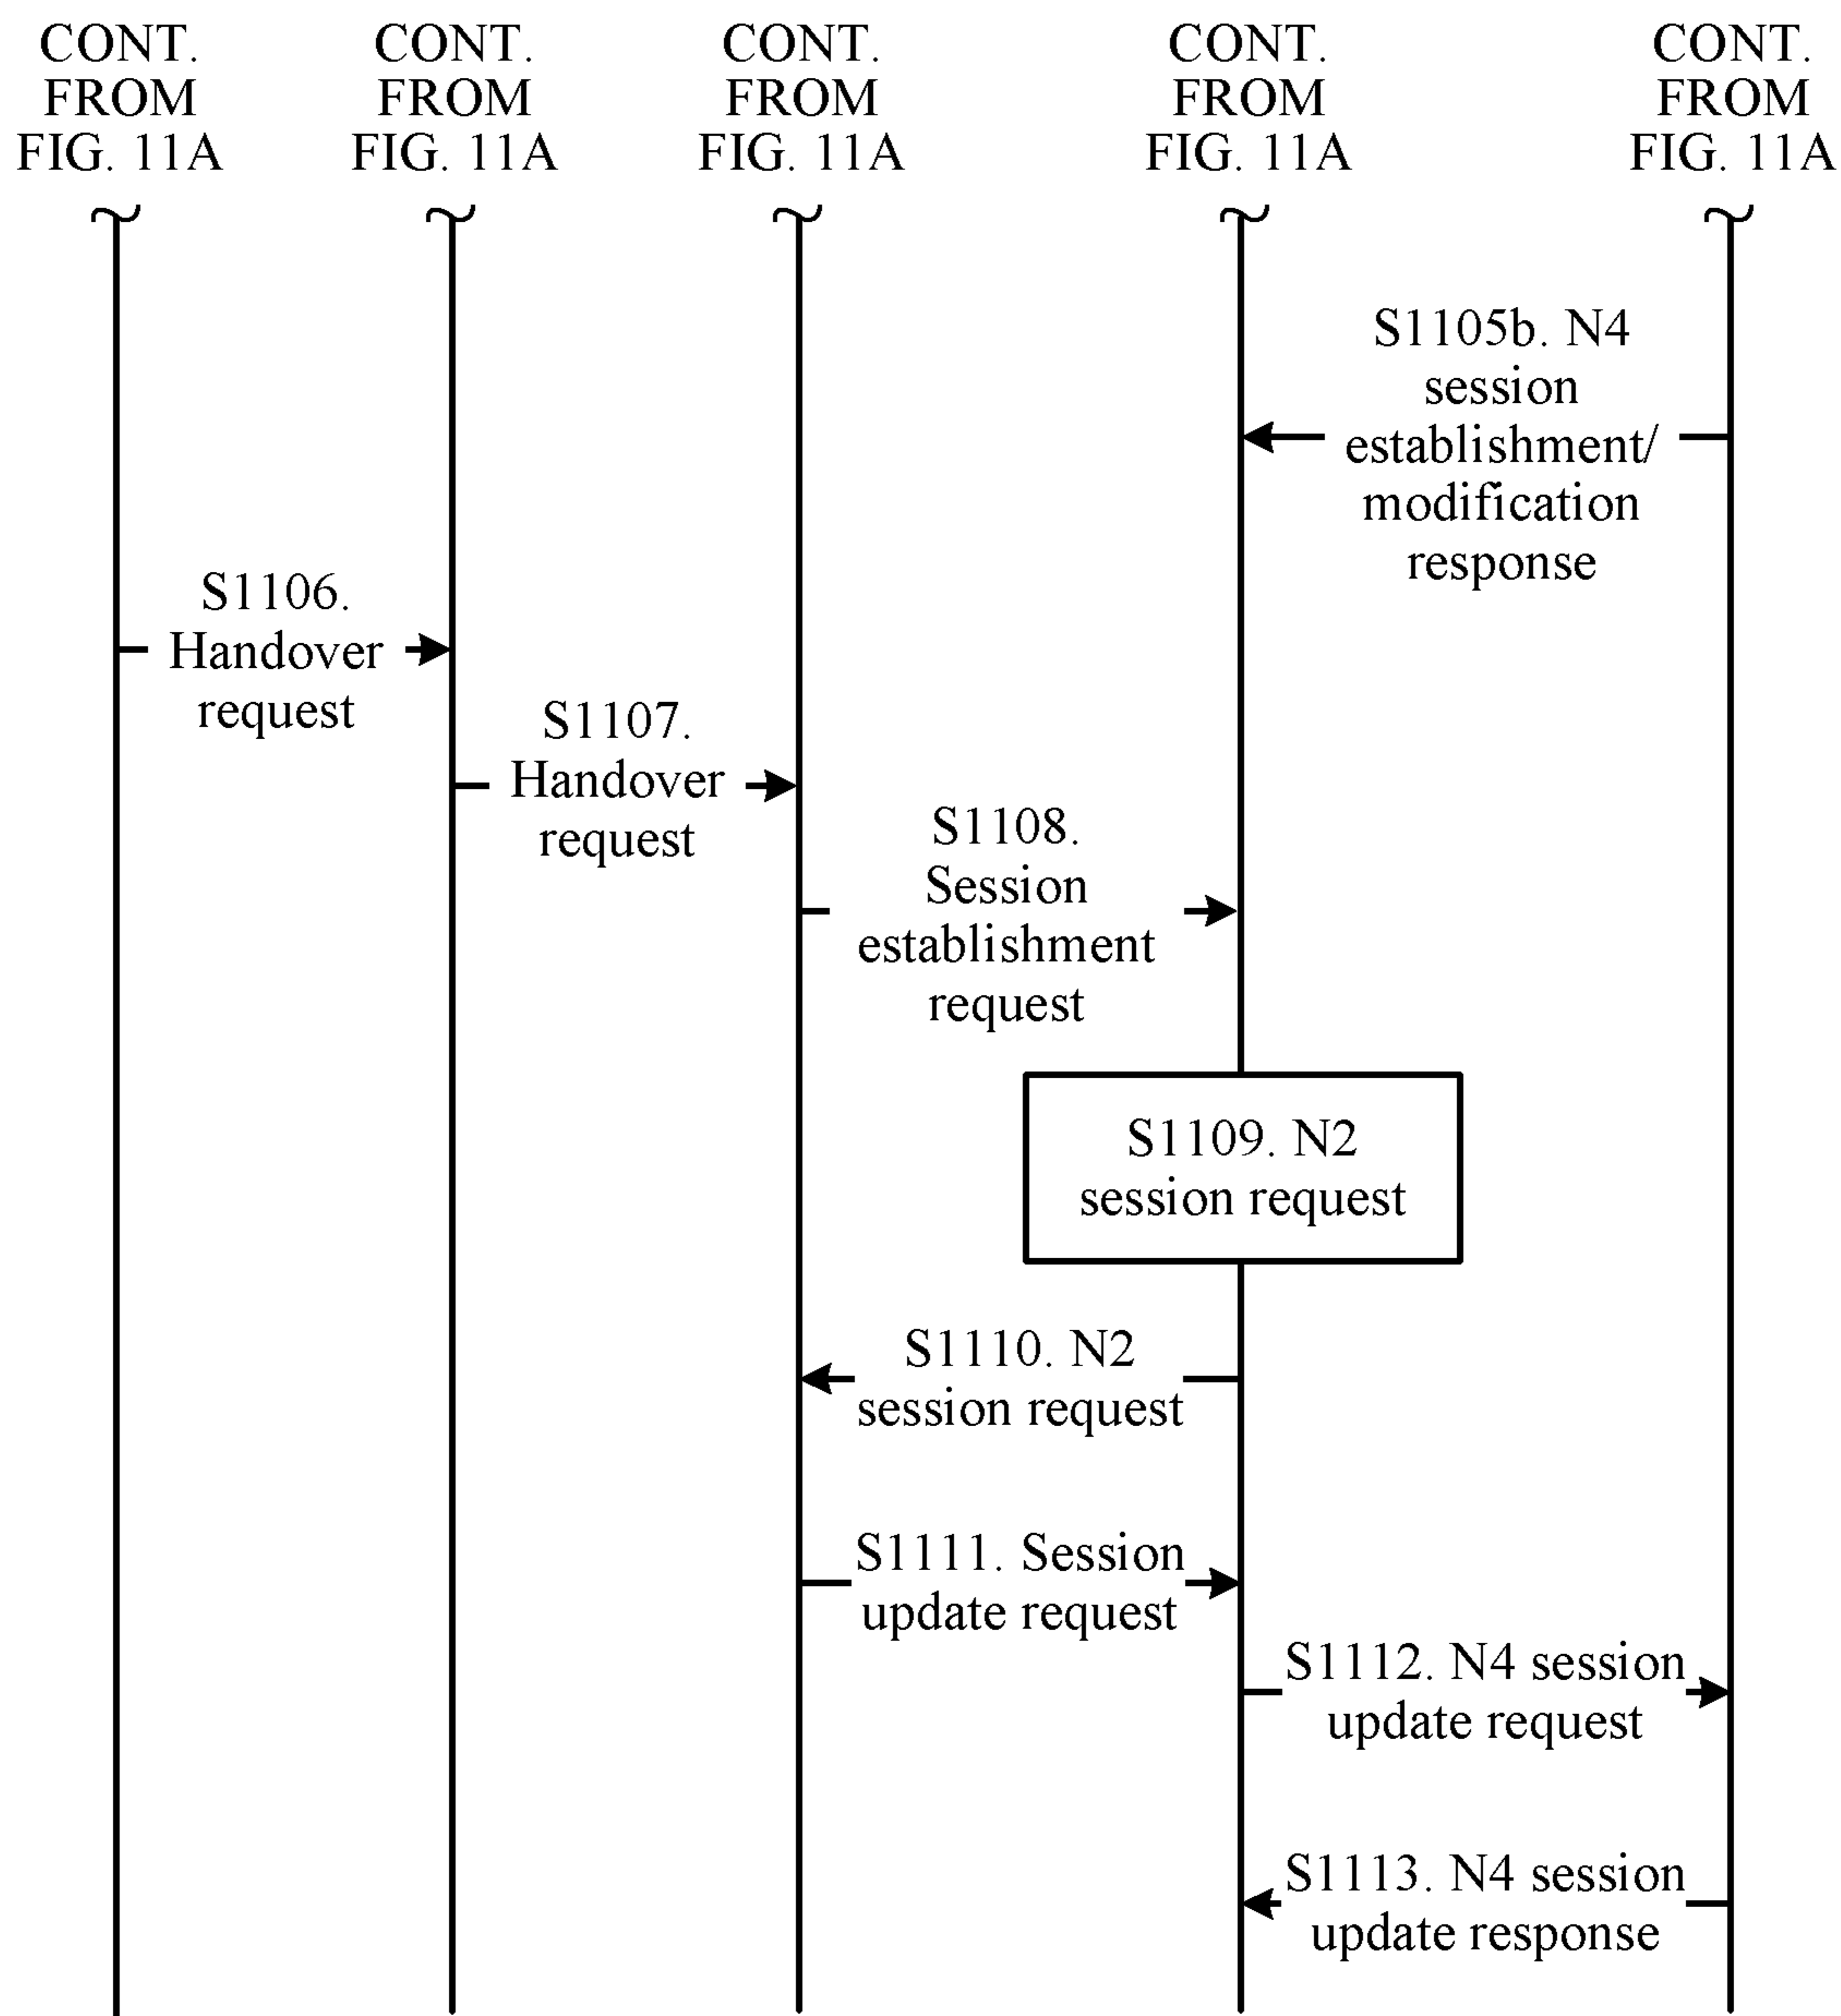 CONT.
FROM
FIG. 11A
CONT.
FROM
FIG. 11A
CONT.
FROM
FIG. 11A
CONT.
FROM
FIG. 11A
CONT.
FROM
FIG. 11A
S1105b. N4
session
establishment/
modification
response
S1106.
Handover
request
S1107.
Handover
request
S1108.
Session
establishment
request
S1109. N2
session request
S1110. N2
session request
S1111. Session
update request
S1112. N4 session
update request
S1113. N4 session
update response